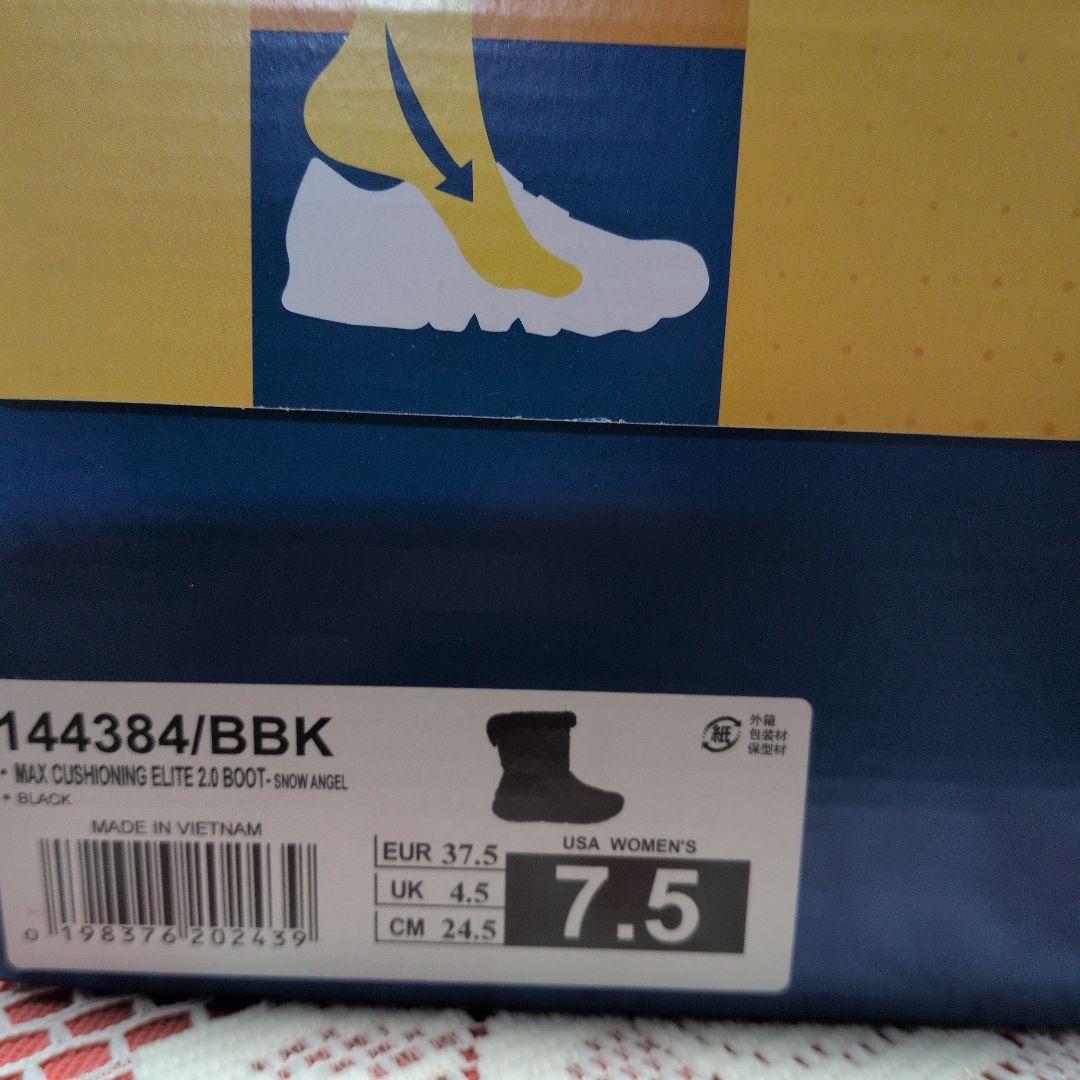 144384/BBK
• MAX CUSHIONING ELITE 2.0 BOOT- SNOW ANGEL
• BLACK
MADE IN VIETNAM
0 198376 202439
紙
外箱
包装材
保型材
EUR 37.5
UK 4.5
CM 24.5
USA WOMEN'S
7.5